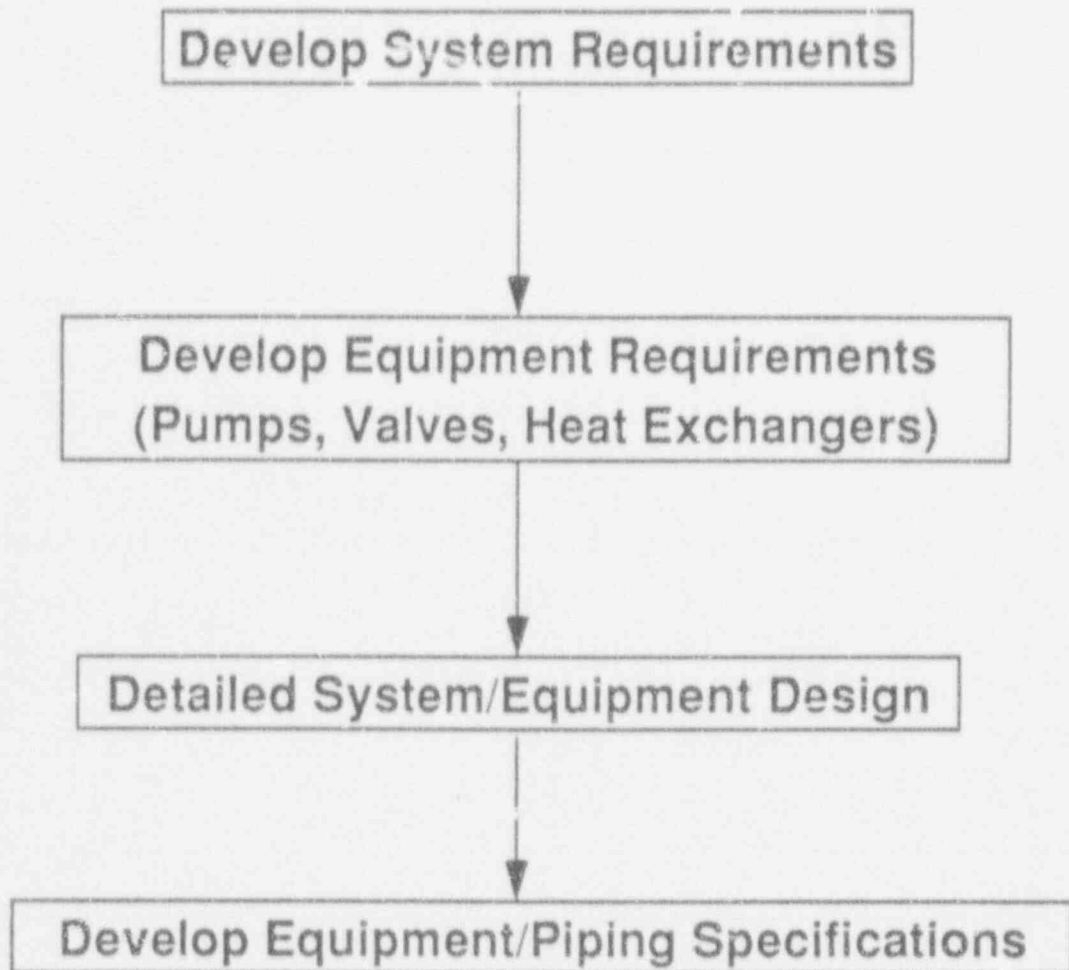 Develop System Requirements
Develop Equipment Requirements
(Pumps, Valves, Heat Exchangers)
Detailed System/Equipment Design
Develop Equipment/Piping Specifications